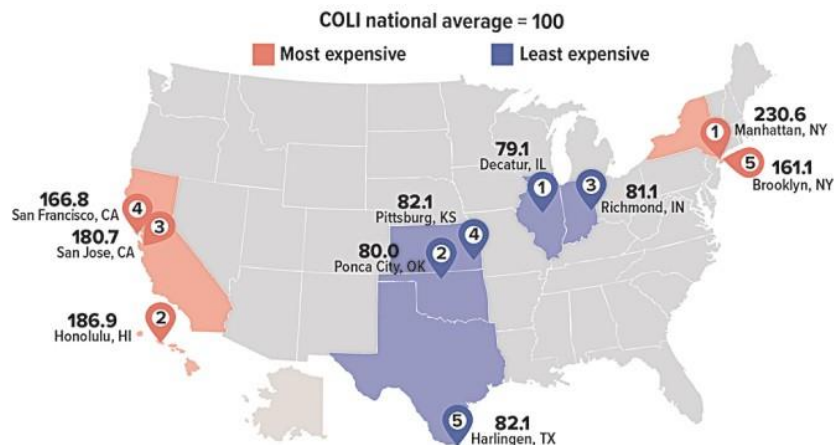 COLI national average = 100
Most expensive
Least expensive
230.6
Manhattan, NY
1
5
161.1
Brooklyn, NY
79.1
Decatur, IL
1
3
81.1
Richmond, IN
82.1
Pittsburg, KS
4
80.0
Ponca City, OK
2
166.8
San Francisco, CA
4
3
180.7
San Jose, CA
186.9
Honolulu, HI
2
5
82.1
Harlingen, TX